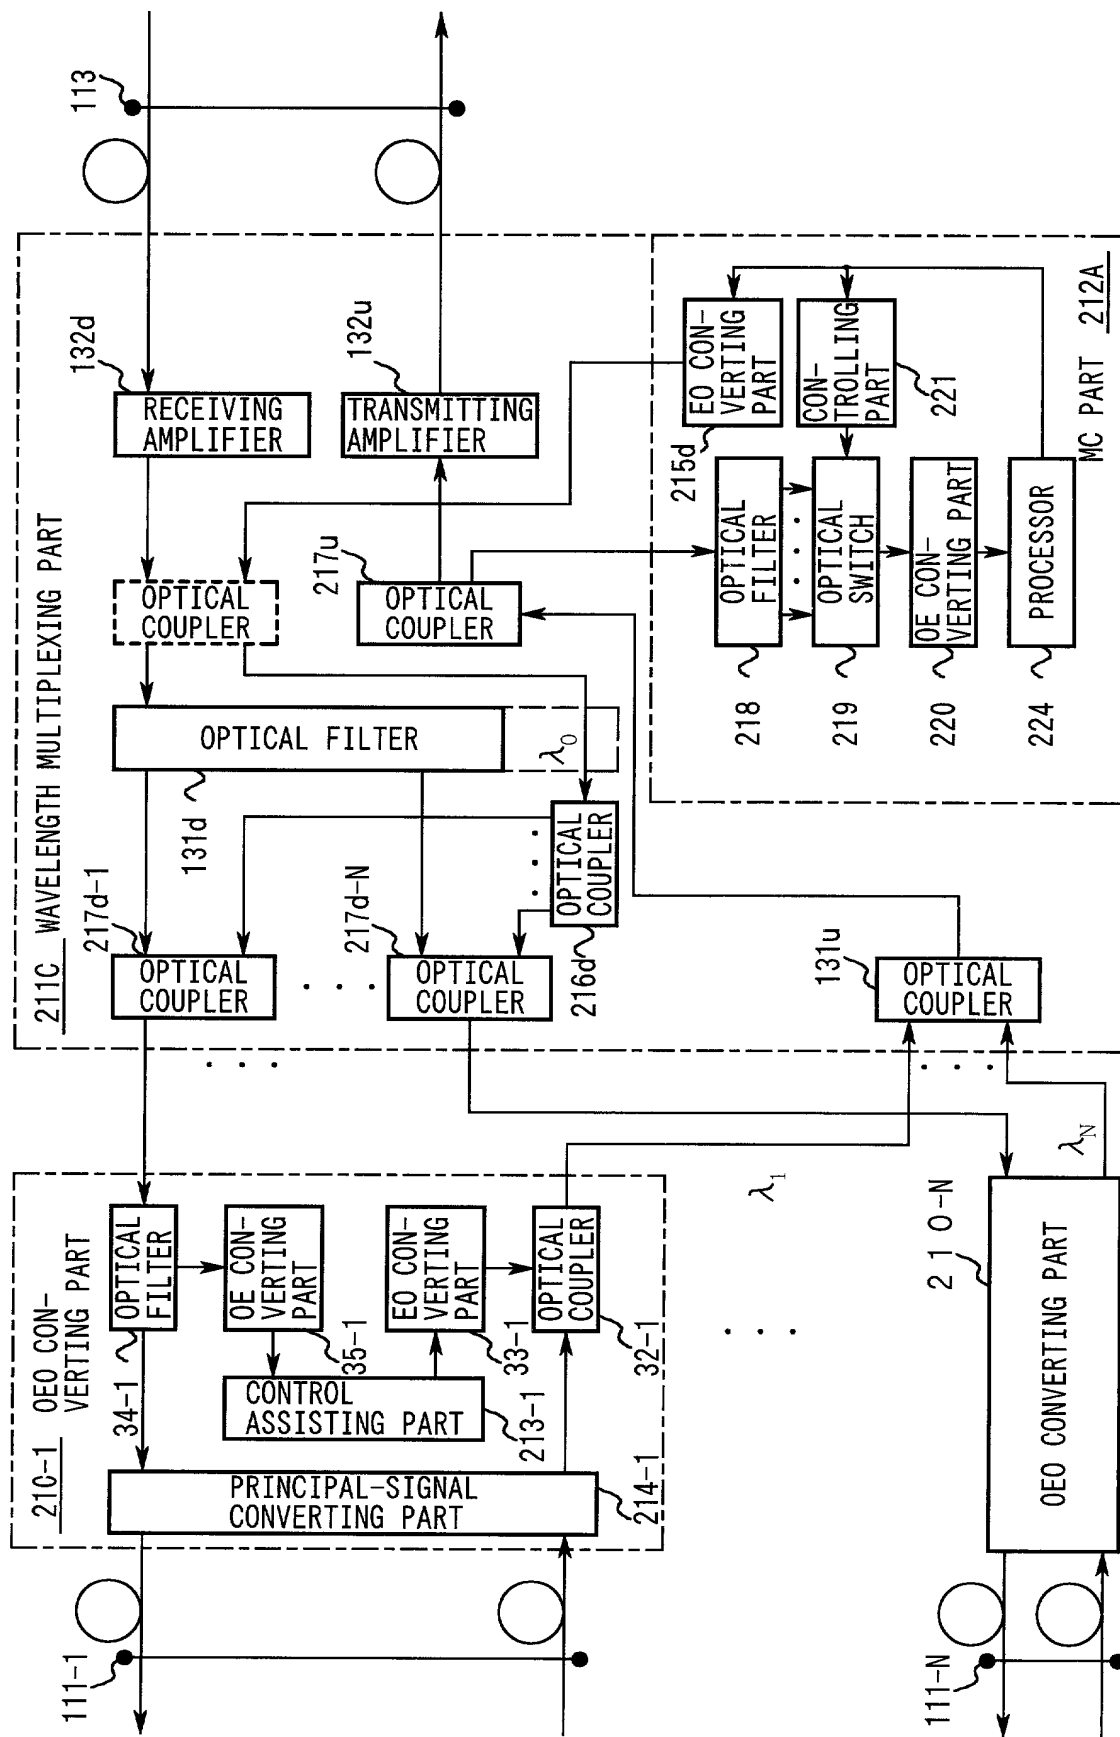 113
132d
RECEIVING
AMPLIFIER
132u
TRANSMITTING
AMPLIFIER
211C WAVELENGTH MULTIPLEXING PART
OPTICAL
COUPLER
217u
OPTICAL
COUPLER
OPTICAL FILTER
131d
λ0
217d-1
OPTICAL
COUPLER
217d-N
OPTICAL
COUPLER
OPTICAL
COUPLER
216d
131u
OPTICAL
COUPLER
MC PART 212A
EO CON-
VERTING
PART
215d
CON-
TROLLING
PART
221
OPTICAL
FILTER
218
OPTICAL
SWITCH
219
OE CON-
VERTING PART
220
PROCESSOR
224
210-1 OEO CON-
VERTING PART
OPTICAL
FILTER
34-1
OE CON-
VERTING
PART
35-1
EO CON-
VERTING
PART
33-1
OPTICAL
COUPLER
32-1
CONTROL
ASSISTING PART
213-1
PRINCIPAL-SIGNAL
CONVERTING PART
214-1
111-1
λ1
λN
210-N
OEO CONVERTING PART
111-N